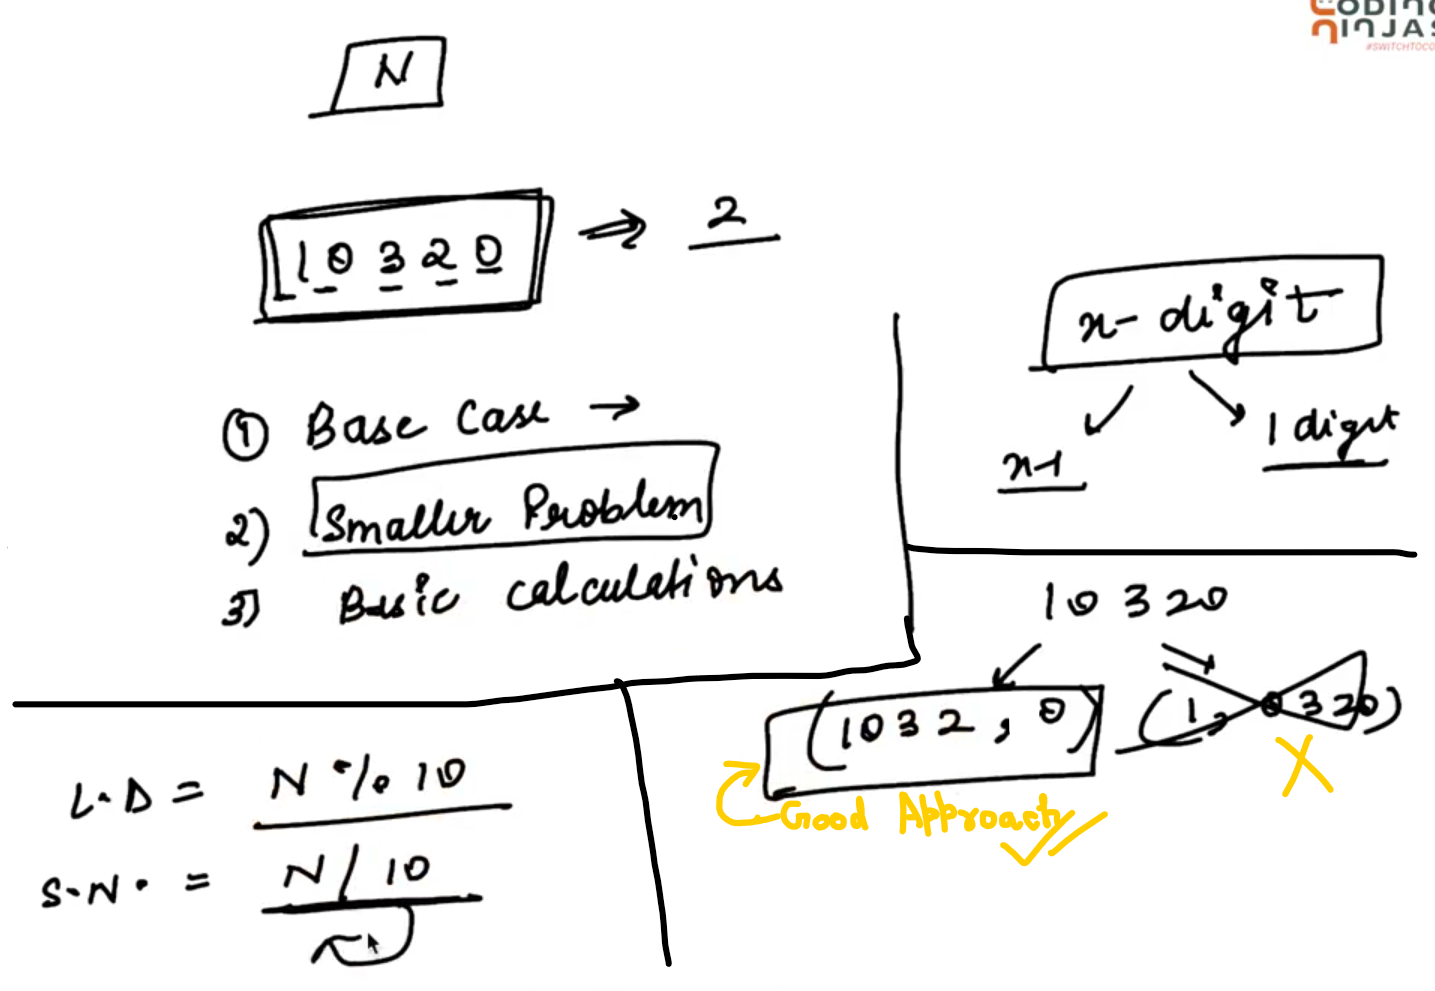 CODING
NINJAS
#SWITCHTOCO
N
10320 ⇒ 2
① Base Case →
2) Smaller Problem
3) Basic calculations
n-digit
n-1
1 digit
10320
(1032, 0)
(1, 0320)
X
Good Approach
L.D = N % 10
S.N. = N / 10